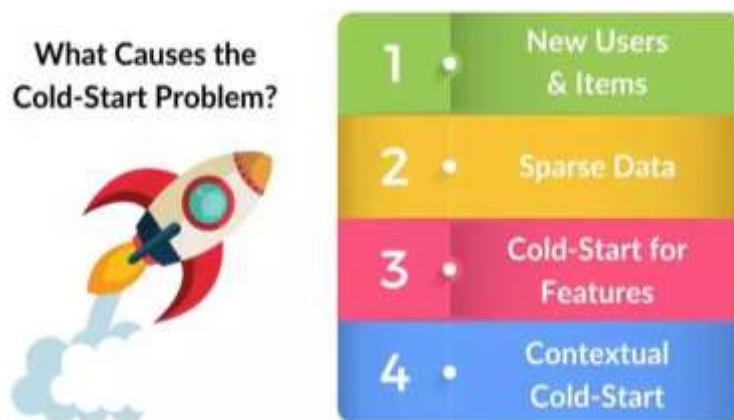 What Causes the
Cold-Start Problem?
1
New Users
& Items
2
Sparse Data
3
Cold-Start for
Features
4
Contextual
Cold-Start